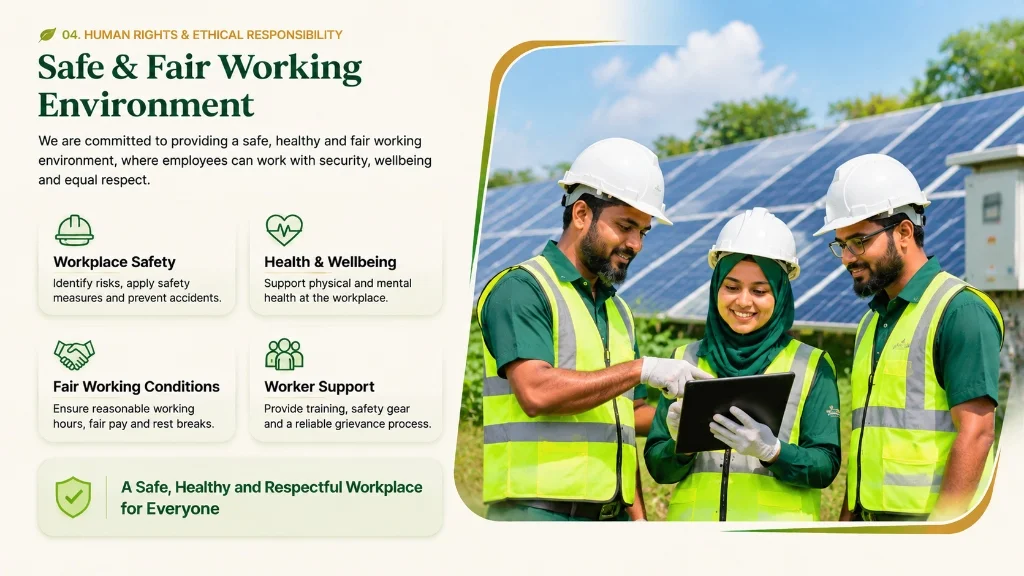 04. HUMAN RIGHTS & ETHICAL RESPONSIBILITY
Safe & Fair Working
Environment
We are committed to providing a safe, healthy and fair working
environment, where employees can work with security, wellbeing
and equal respect.
Workplace Safety
Identify risks, apply safety
measures and prevent accidents.
Health & Wellbeing
Support physical and mental
health at the workplace.
Fair Working Conditions
Ensure reasonable working
hours, fair pay and rest breaks.
Worker Support
Provide training, safety gear
and a reliable grievance process.
A Safe, Healthy and Respectful Workplace
for Everyone